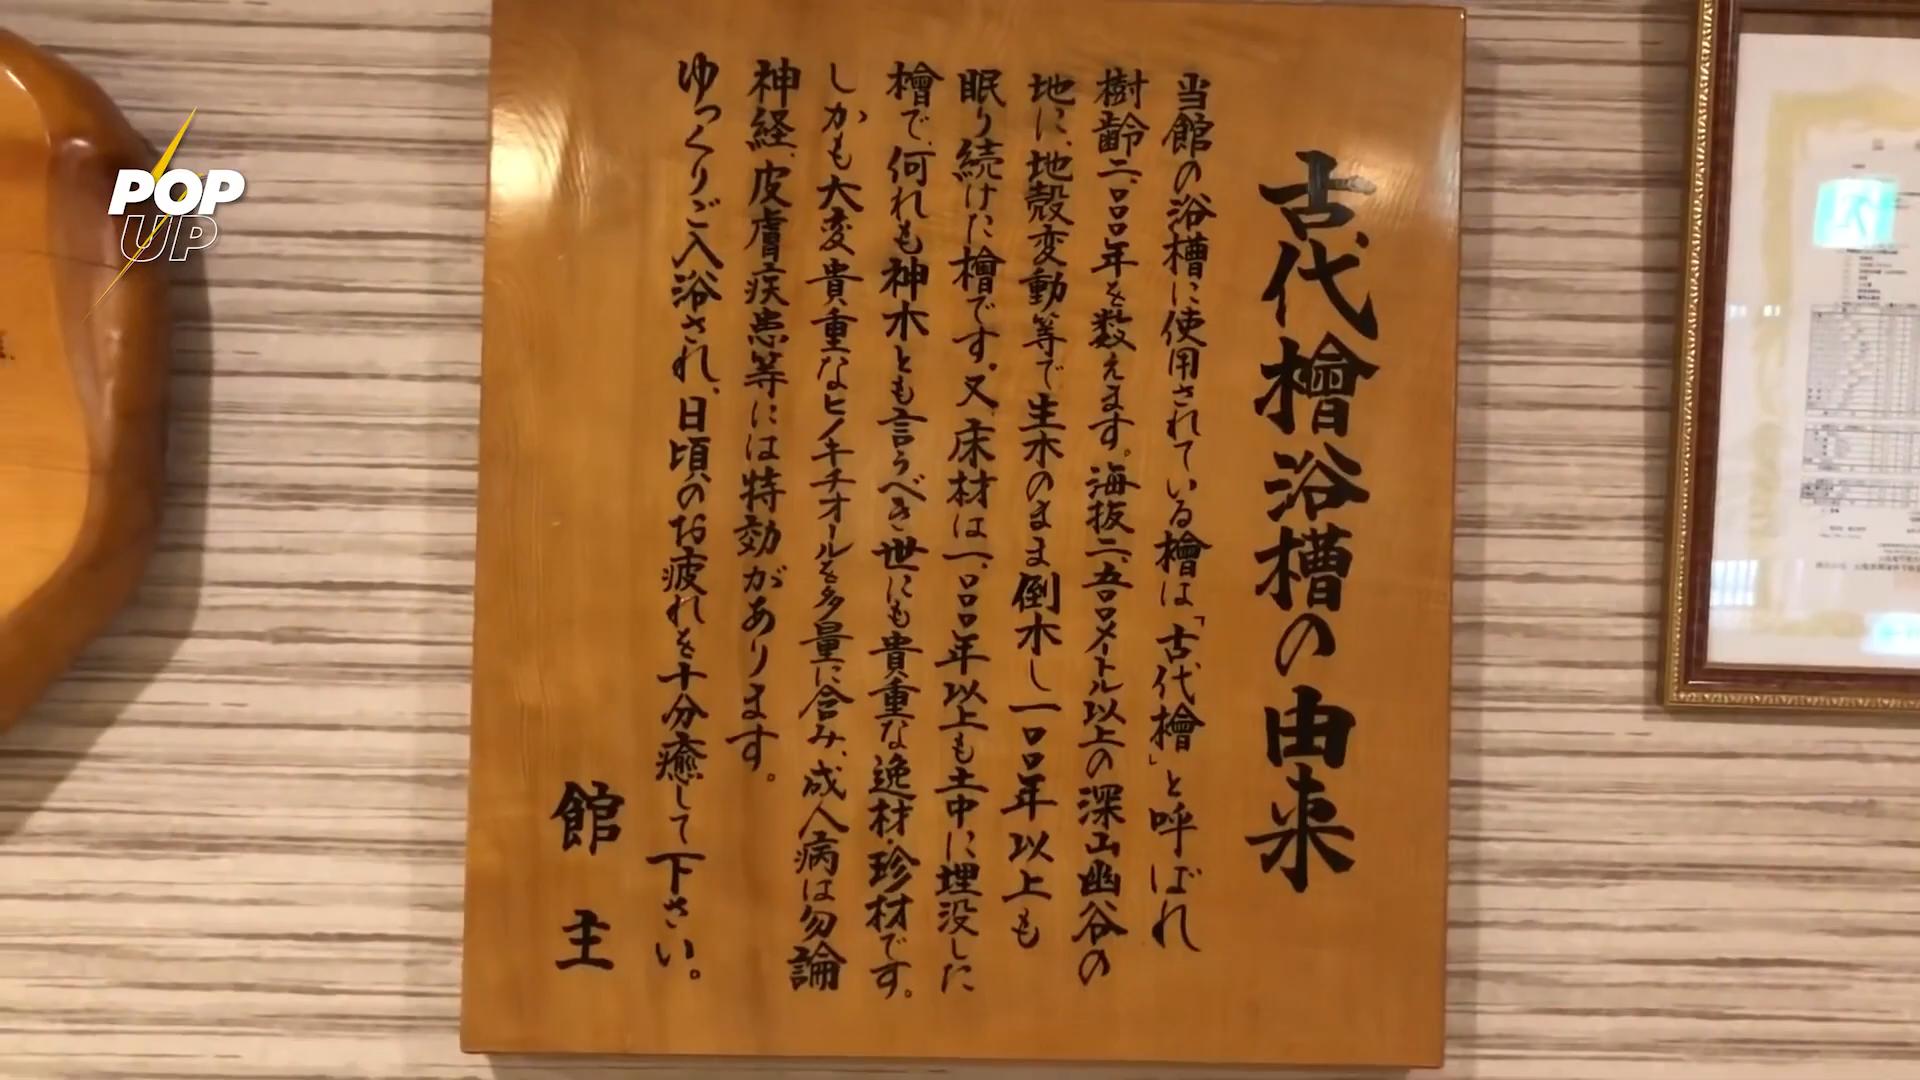 古代檜浴槽の由来
当館の浴槽に使用されている檜は「古代檜」と呼ばれ
樹齢二、〇〇〇年を数えます。海抜二、五〇〇メートル以上の深山幽谷の
地に、地殻変動等で生木のまま倒木し一〇〇年以上も
眠り続けた檜です。又、床材は一、〇〇〇年以上も土中に埋没した
檜で、何れも神木とも言うべき世にも貴重な逸材・珍材です。
しかも大変貴重なヒノキチオールを多量に含み、成人病は勿論
神経、皮膚疾患等には特効があります。
ゆっくりご入浴され、日頃のお疲れを十分癒して下さい。
館主
POP
UP